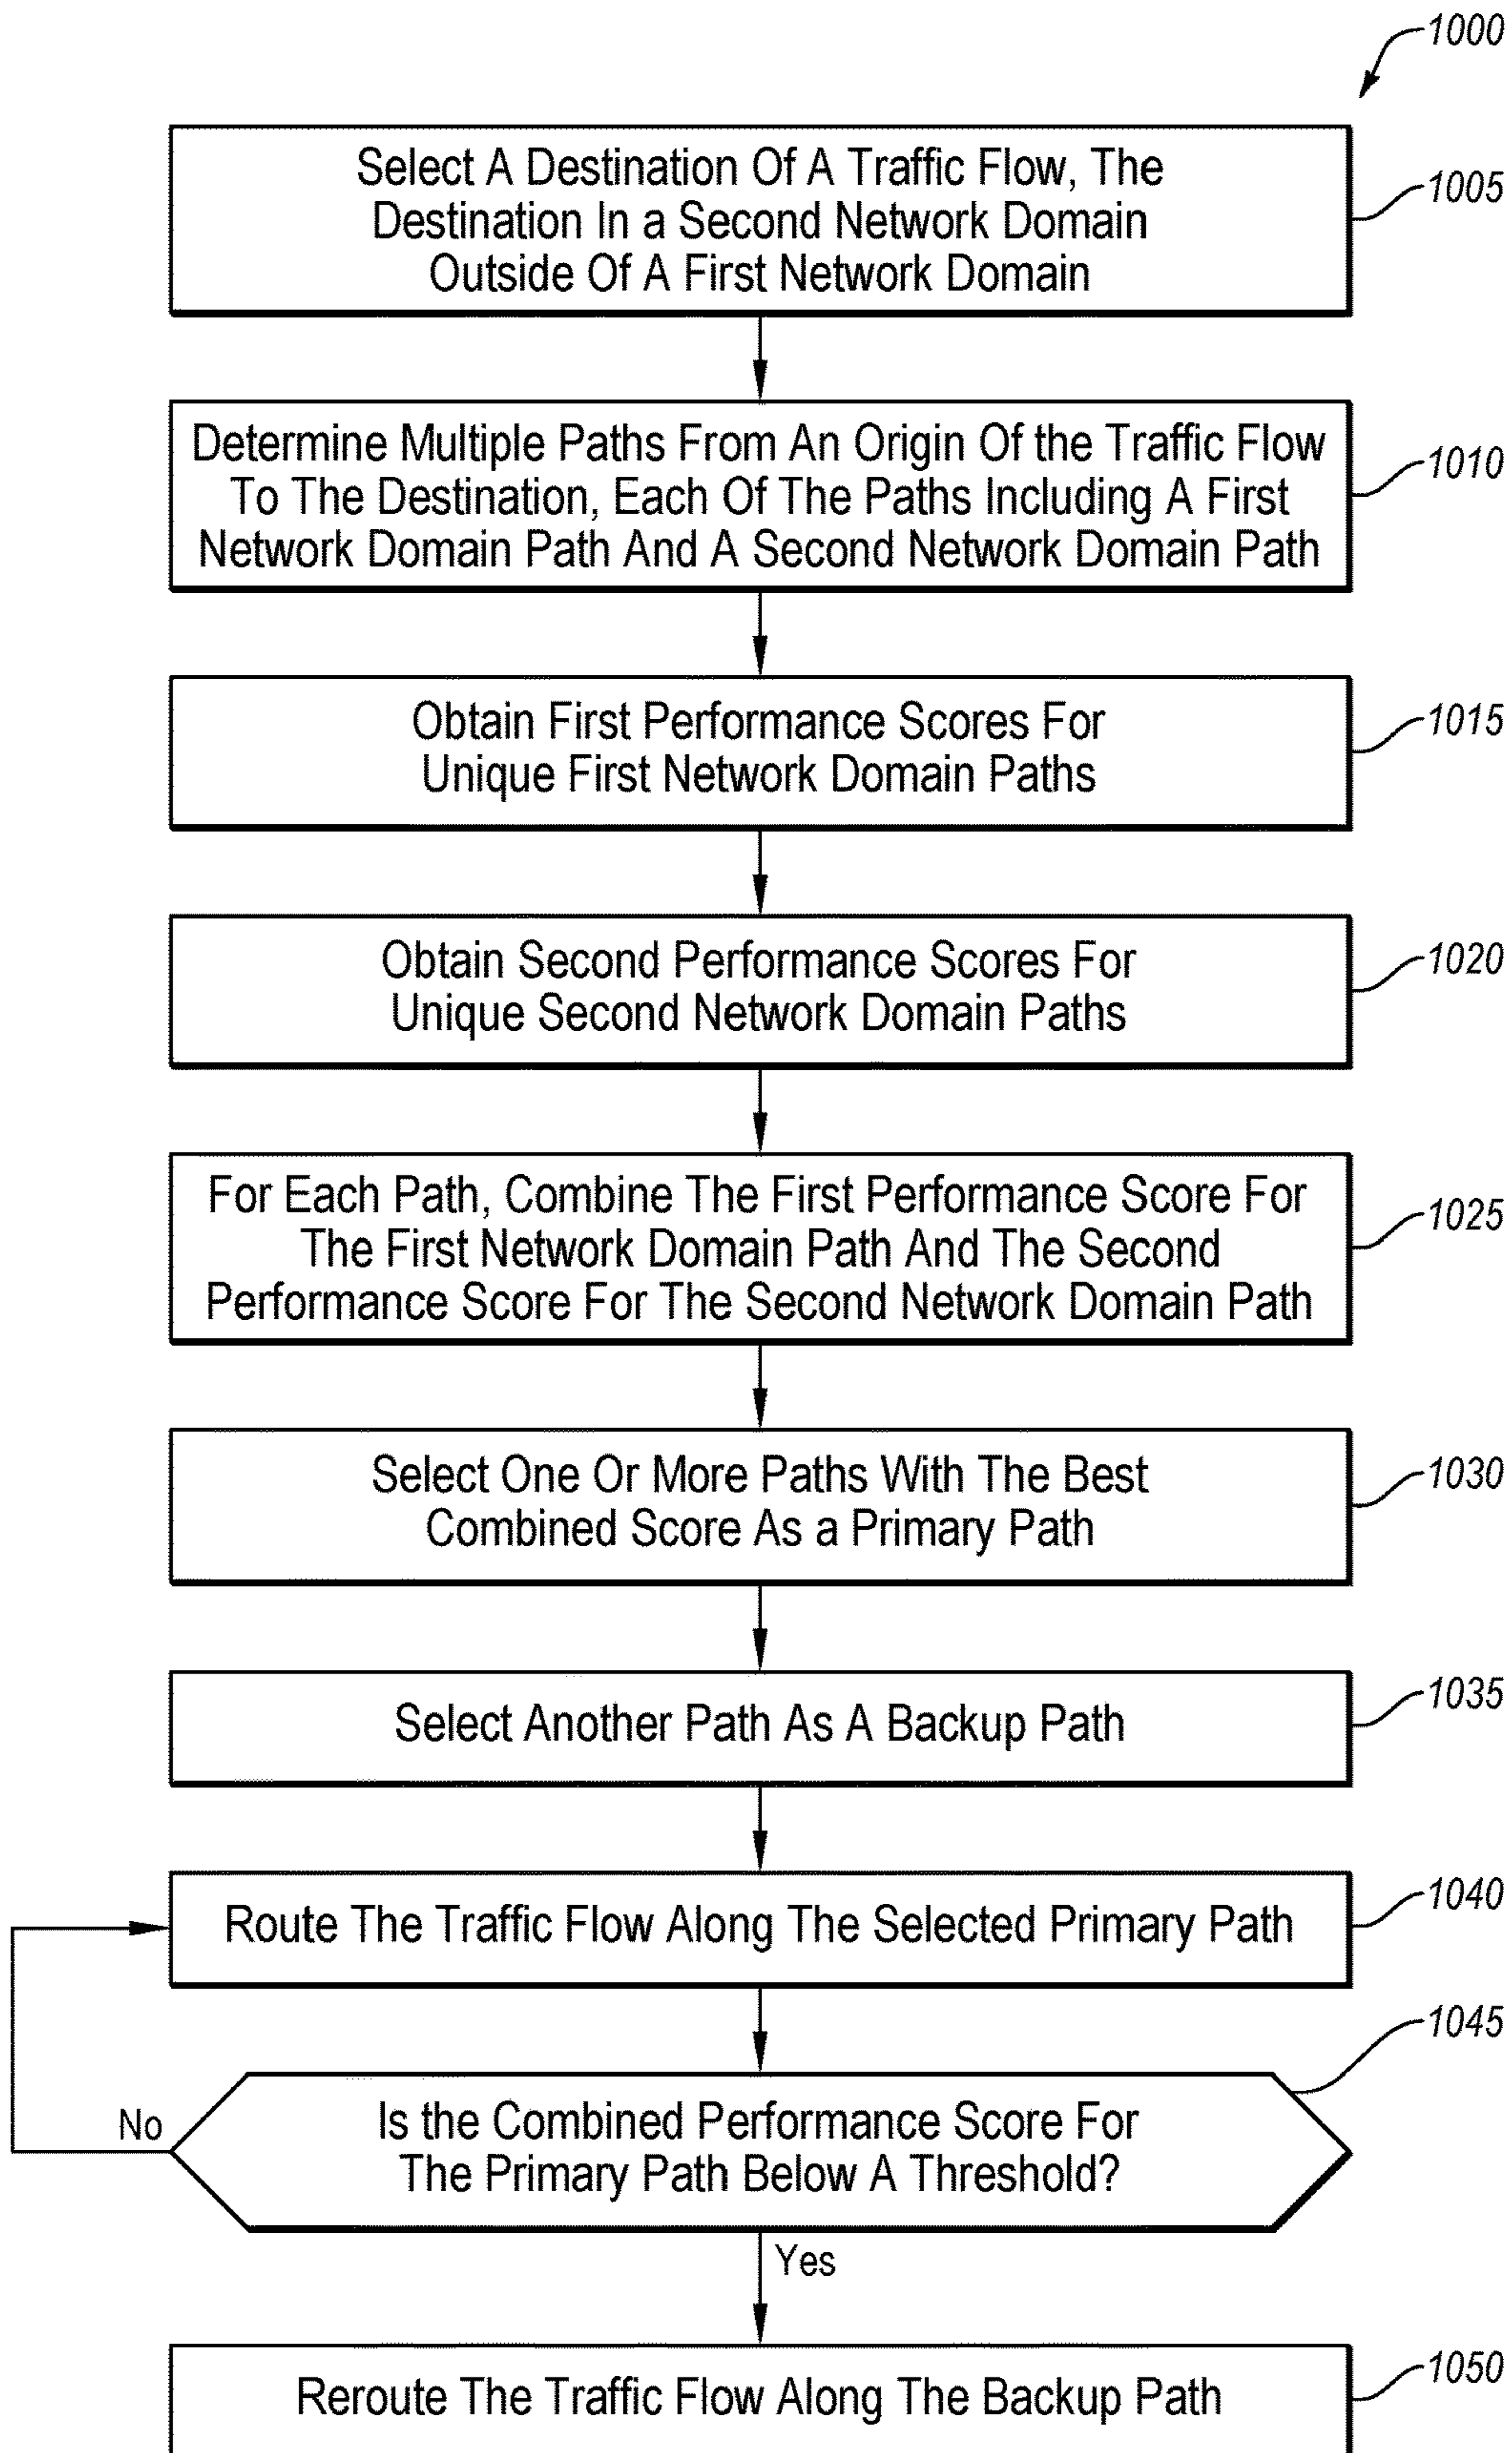 1000
Select A Destination Of A Traffic Flow, The
Destination In a Second Network Domain
Outside Of A First Network Domain
1005
Determine Multiple Paths From An Origin Of the Traffic Flow
To The Destination, Each Of The Paths Including A First
Network Domain Path And A Second Network Domain Path
1010
Obtain First Performance Scores For
Unique First Network Domain Paths
1015
Obtain Second Performance Scores For
Unique Second Network Domain Paths
1020
For Each Path, Combine The First Performance Score For
The First Network Domain Path And The Second
Performance Score For The Second Network Domain Path
1025
Select One Or More Paths With The Best
Combined Score As a Primary Path
1030
Select Another Path As A Backup Path
1035
Route The Traffic Flow Along The Selected Primary Path
1040
Is the Combined Performance Score For
The Primary Path Below A Threshold?
1045
No
Yes
Reroute The Traffic Flow Along The Backup Path
1050